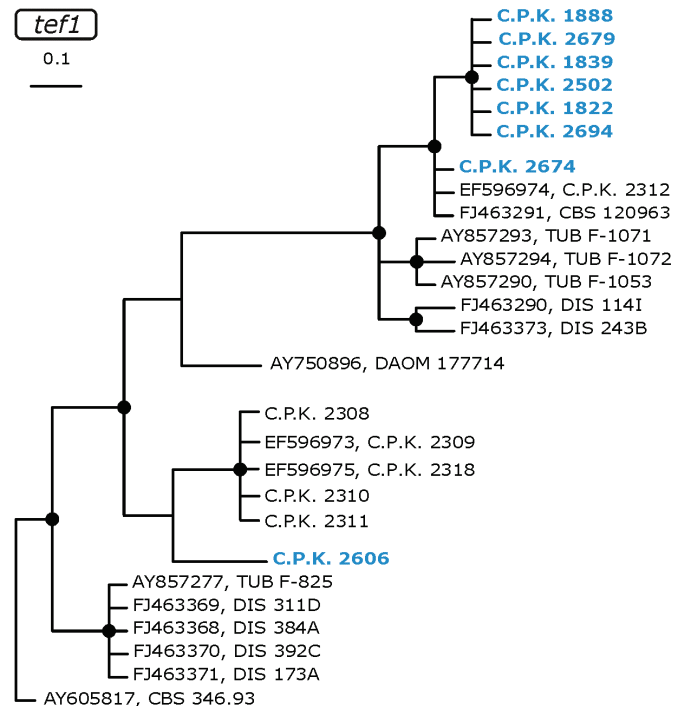 tef1
0.1
C.P.K. 1888
C.P.K. 2679
C.P.K. 1839
C.P.K. 2502
C.P.K. 1822
C.P.K. 2694
C.P.K. 2674
EF596974, C.P.K. 2312
FJ463291, CBS 120963
AY857293, TUB F-1071
AY857294, TUB F-1072
AY857290, TUB F-1053
FJ463290, DIS 114I
FJ463373, DIS 243B
AY750896, DAOM 177714
C.P.K. 2308
EF596973, C.P.K. 2309
EF596975, C.P.K. 2318
C.P.K. 2310
C.P.K. 2311
C.P.K. 2606
AY857277, TUB F-825
FJ463369, DIS 311D
FJ463368, DIS 384A
FJ463370, DIS 392C
FJ463371, DIS 173A
AY605817, CBS 346.93